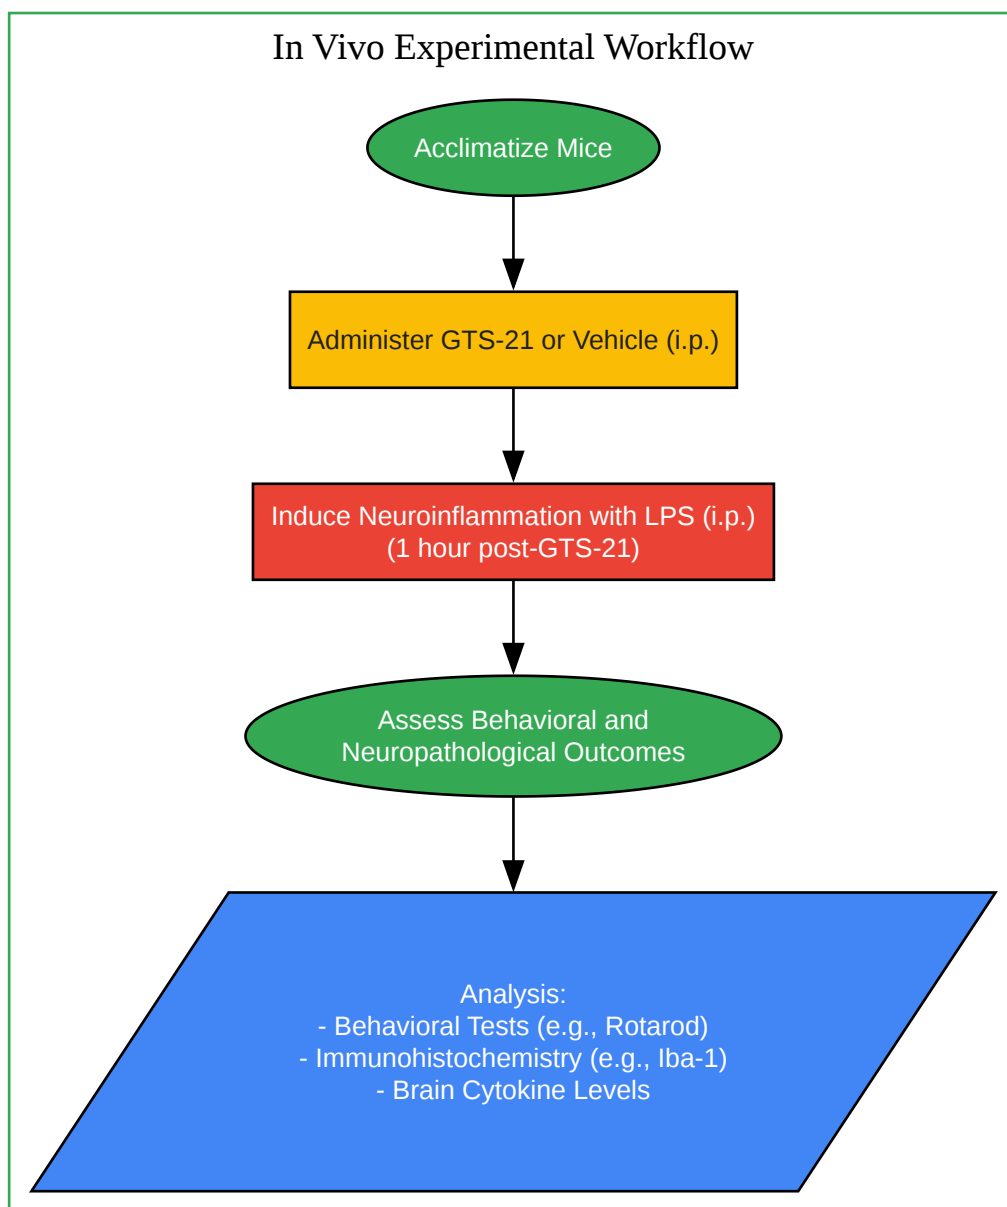 In Vivo Experimental Workflow
Acclimatize Mice
Administer GTS-21 or Vehicle (i.p.)
Induce Neuroinflammation with LPS (i.p.)
(1 hour post-GTS-21)
Assess Behavioral and
Neuropathological Outcomes
Analysis:
- Behavioral Tests (e.g., Rotarod)
- Immunohistochemistry (e.g., Iba-1)
- Brain Cytokine Levels